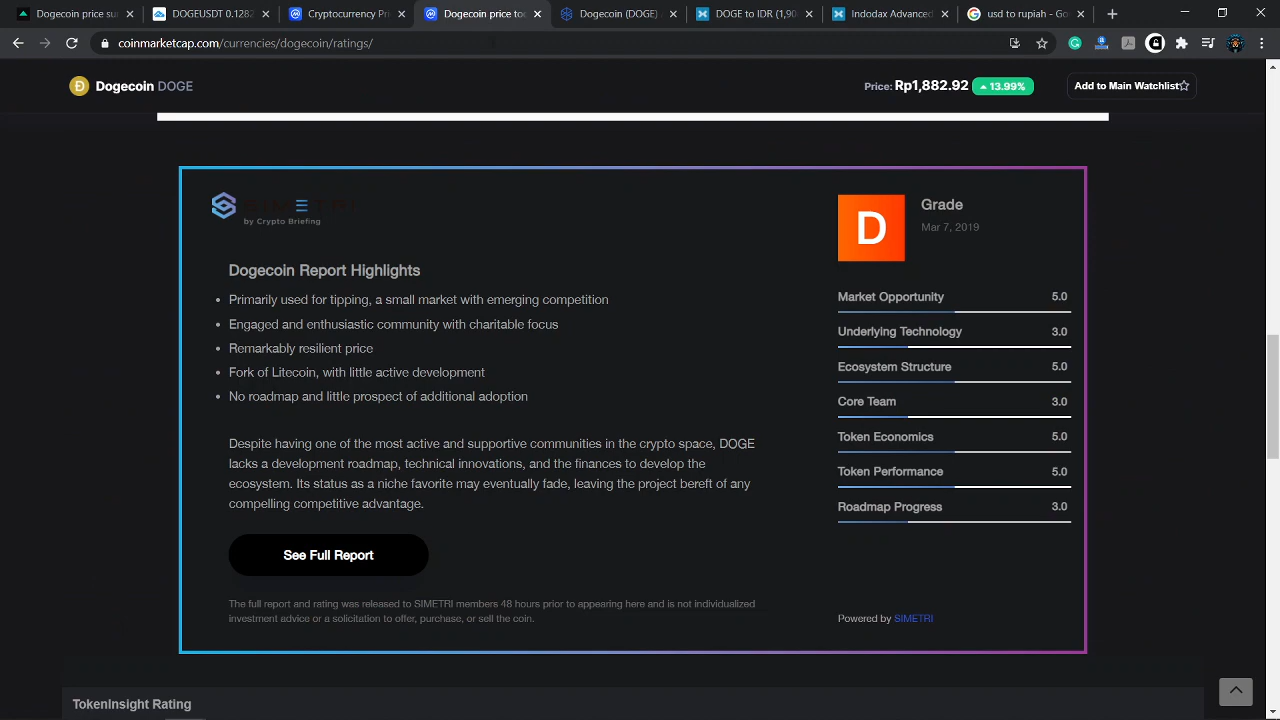 Dogecoin price su
DOGEUSDT 0.1282
Cryptocurrency Pri
Dogecoin price toc
Dogecoin (DOGE)
DOGE to IDR (1,90
Indodax Advanced
usd to rupiah - Go
coinmarketcap.com/currencies/dogecoin/ratings/
Dogecoin DOGE
Price: Rp1,882.92 13.99%
Add to Main Watchlist
by Crypto Briefing
Dogecoin Report Highlights
Primarily used for tipping, a small market with emerging competition
Engaged and enthusiastic community with charitable focus
Remarkably resilient price
Fork of Litecoin, with little active development
No roadmap and little prospect of additional adoption
Despite having one of the most active and supportive communities in the crypto space, DOGE
lacks a development roadmap, technical innovations, and the finances to develop the
ecosystem. Its status as a niche favorite may eventually fade, leaving the project bereft of any
compelling competitive advantage.
See Full Report
The full report and rating was released to SIMETRI members 48 hours prior to appearing here and is not individualized
investment advice or a solicitation to offer, purchase, or sell the coin.
D
Grade
Mar 7, 2019
Market Opportunity 5.0
Underlying Technology 3.0
Ecosystem Structure 5.0
Core Team 3.0
Token Economics 5.0
Token Performance 5.0
Roadmap Progress 3.0
Powered by SIMETRI
TokenInsight Rating